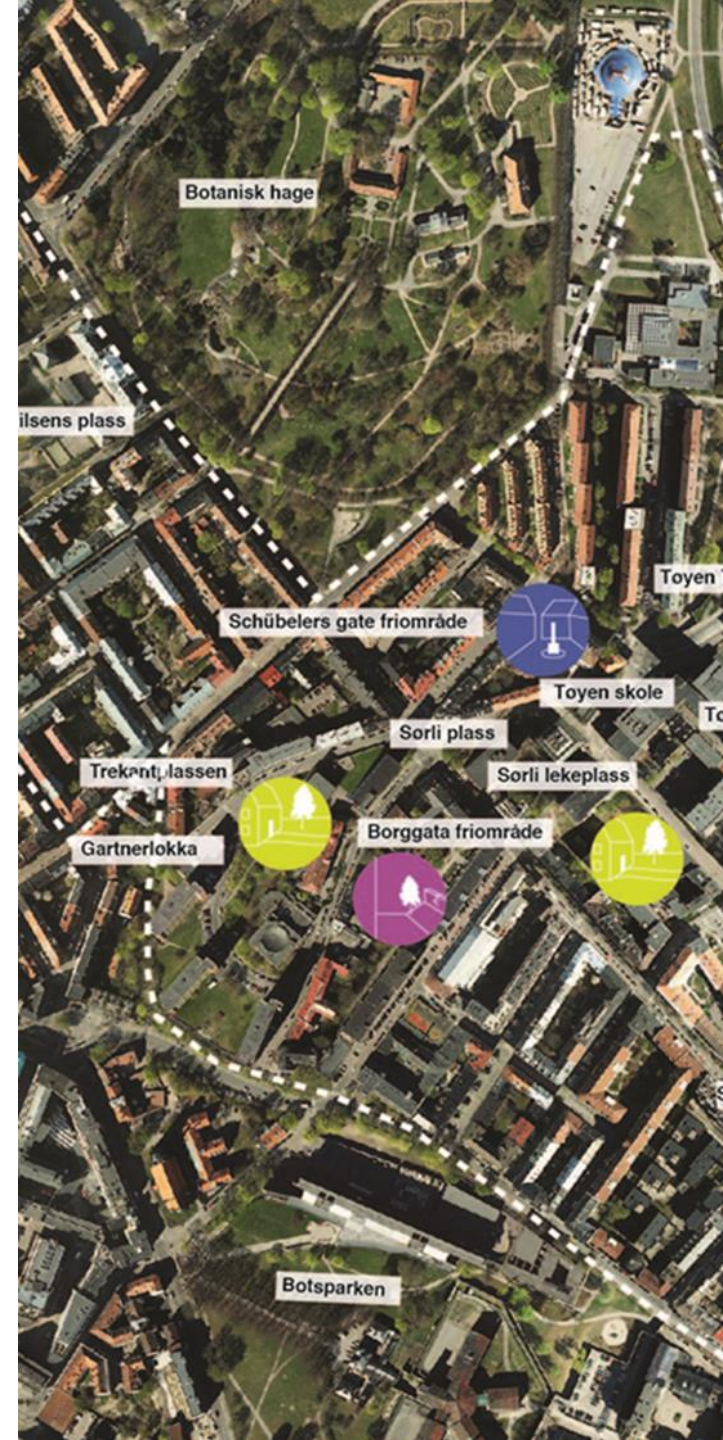 Botanisk hage
ilsens plass
Tøyen
Schübelers gate friområde
Tøyen skole
Tø
Sørli plass
Trekantplassen
Sørli lekeplass
Borggata friområde
Gartnerløkka
Botsparken